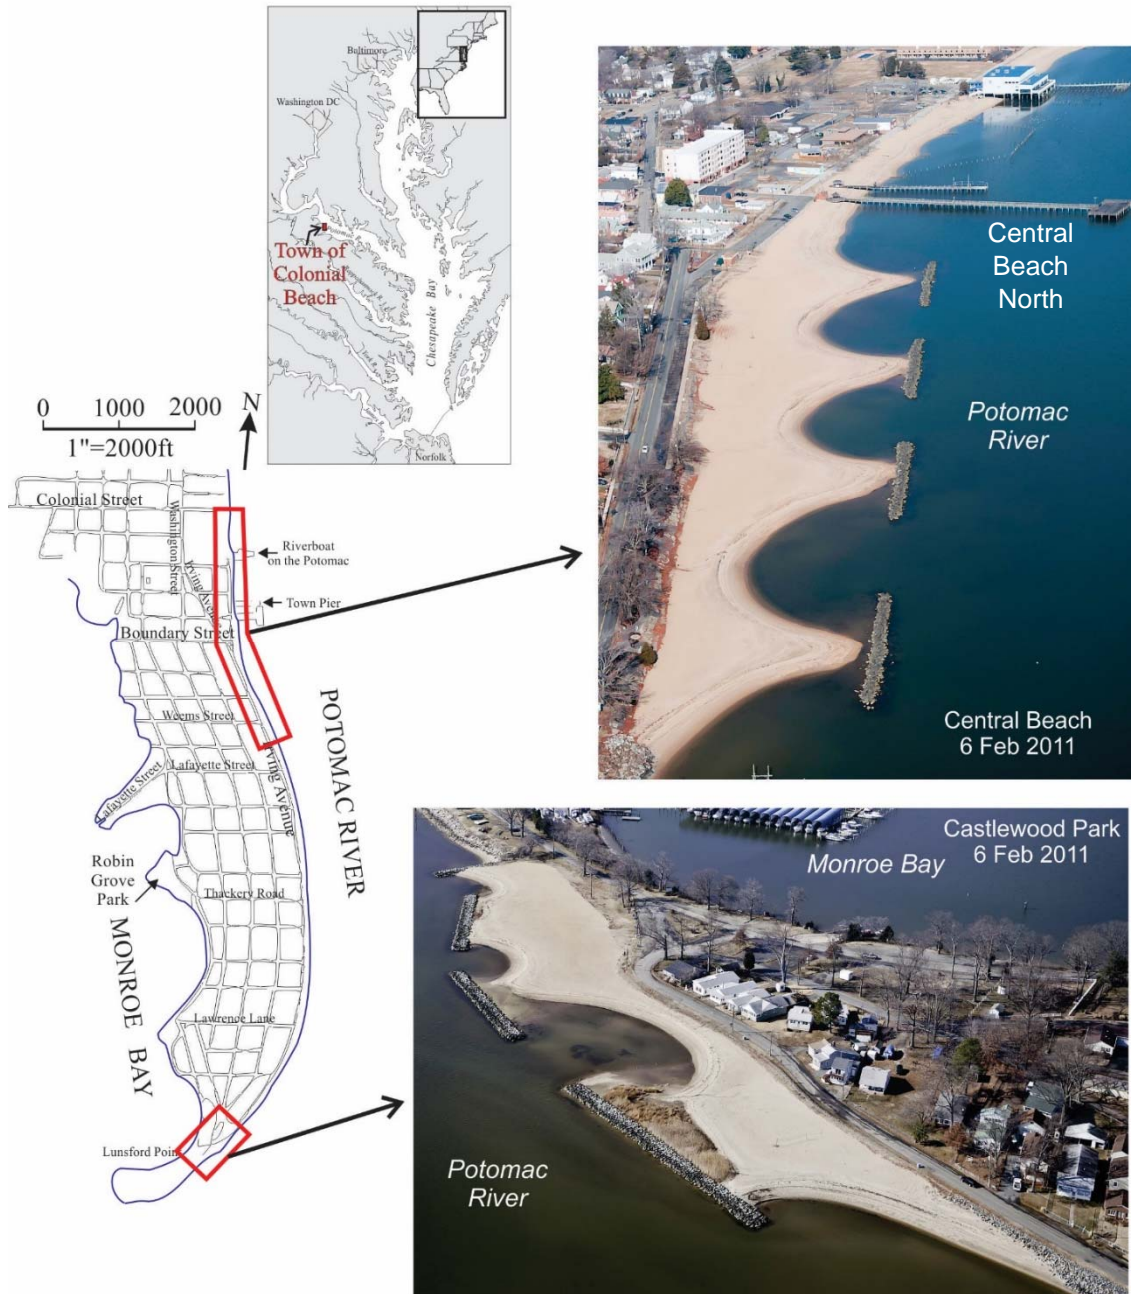 Baltimore
Washington DC
Town of
Colonial
Beach
Chesapeake Bay
Norfolk
0 1000 2000
N
1"=2000ft
Colonial Street
Washington Street
Irving Avenue
Riverboat
on the Potomac
Town Pier
Boundary Street
Weems Street
Lafayette Street
Lafayette Street
Irving Avenue
POTOMAC RIVER
Robin
Grove
Park
Thackery Road
MONROE BAY
Lawrence Lane
Lunsford Point
Central
Beach
North
Potomac
River
Central Beach
6 Feb 2011
Castlewood Park
6 Feb 2011
Monroe Bay
Potomac
River